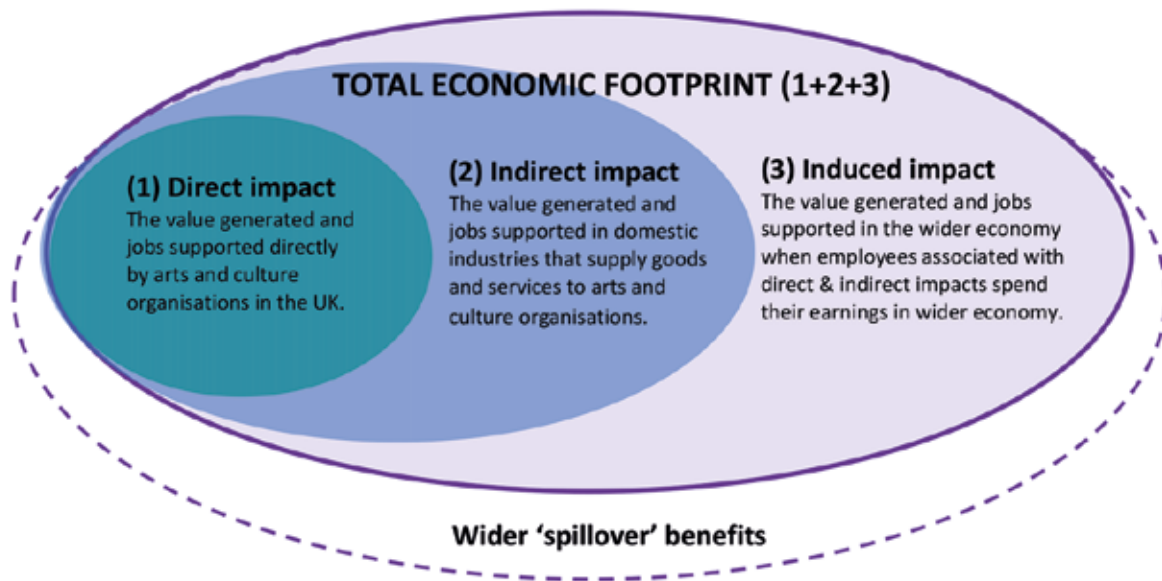 TOTAL ECONOMIC FOOTPRINT (1+2+3)
(1) Direct impact
The value generated and
jobs supported directly
by arts and culture
organisations in the UK.
(2) Indirect impact
The value generated and
jobs supported in domestic
industries that supply goods
and services to arts and
culture organisations.
(3) Induced impact
The value generated and jobs
supported in the wider economy
when employees associated with
direct & indirect impacts spend
their earnings in wider economy.
Wider ‘spillover’ benefits